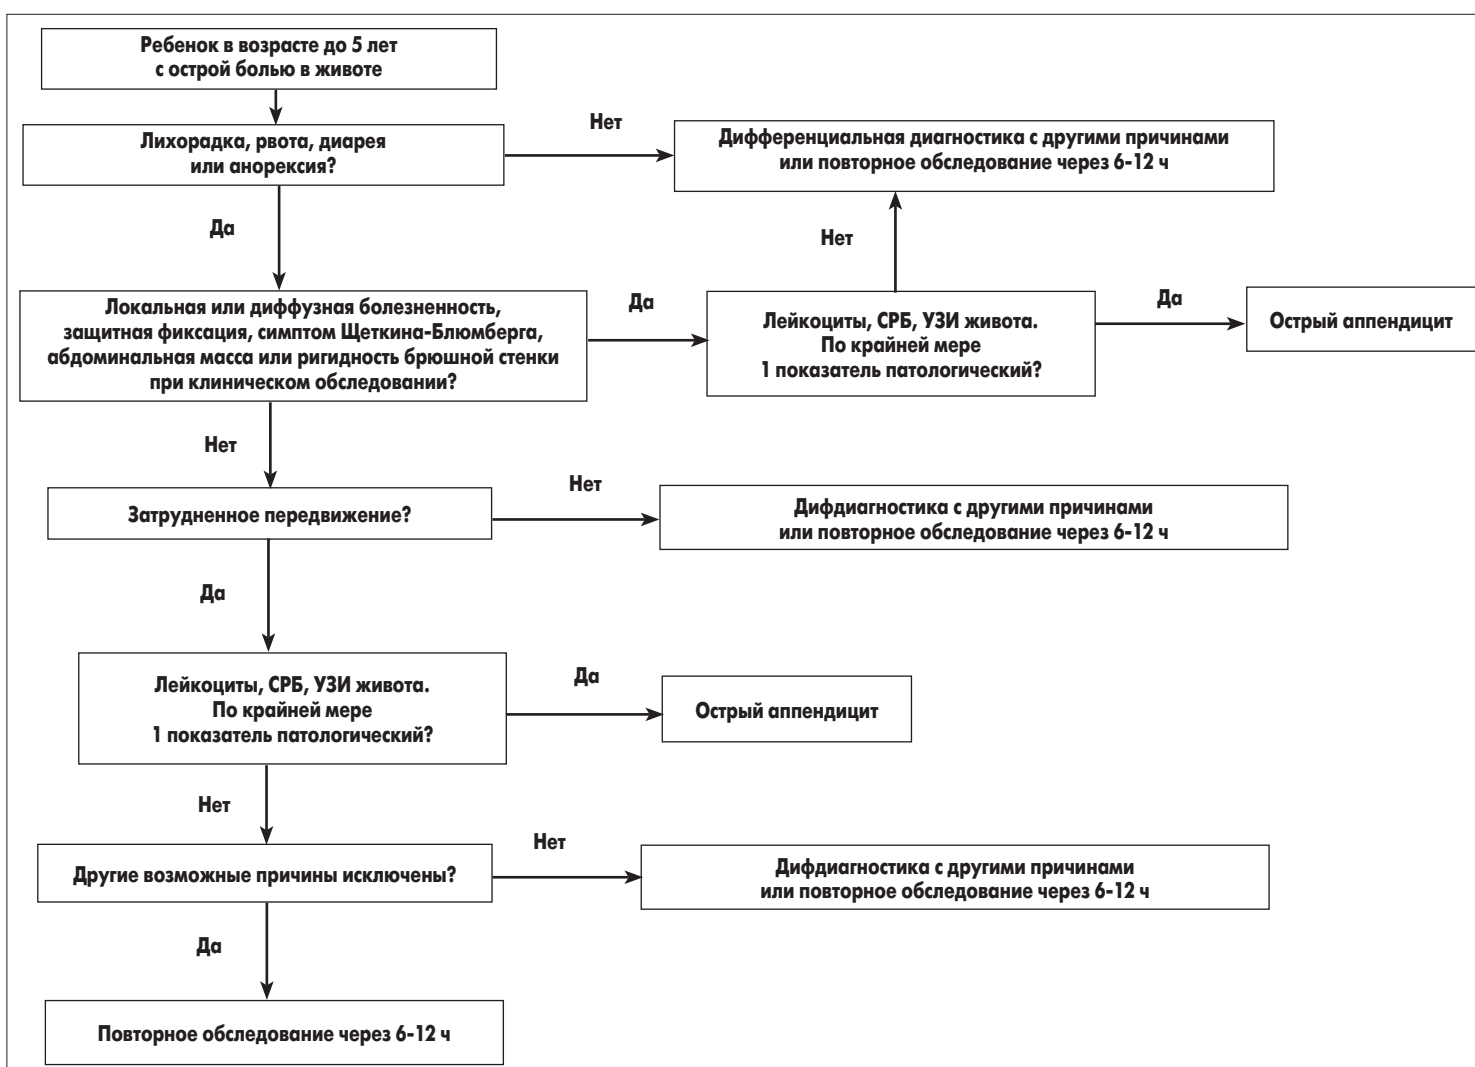 Ребенок в возрасте до 5 лет
с острой болью в животе
Лихорадка, рвота, диарея
или анорексия?
Нет
Дифференциальная диагностика с другими причинами
или повторное обследование через 6-12 ч
Да
Нет
Локальная или диффузная болезненность,
защитная фиксация, симптом Щеткина-Блюмберга,
абдоминальная масса или ригидность брюшной стенки
при клиническом обследовании?
Да
Лейкоциты, СРБ, УЗИ живота.
По крайней мере
1 показатель патологический?
Да
Острый аппендицит
Нет
Затрудненное передвижение?
Нет
Дифдиагностика с другими причинами
или повторное обследование через 6-12 ч
Да
Лейкоциты, СРБ, УЗИ живота.
По крайней мере
1 показатель патологический?
Да
Острый аппендицит
Нет
Другие возможные причины исключены?
Нет
Дифдиагностика с другими причинами
или повторное обследование через 6-12 ч
Да
Повторное обследование через 6-12 ч